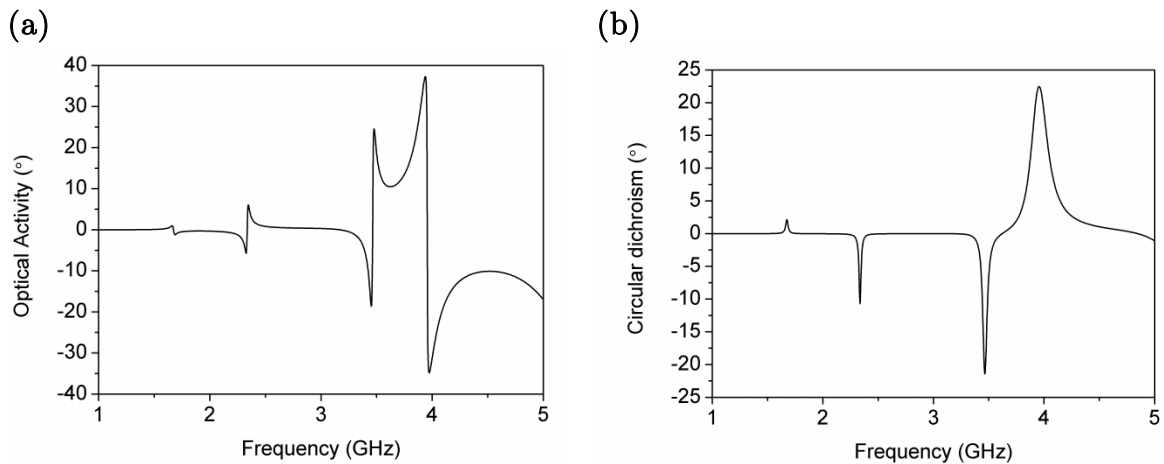 (a)
40
30
20
10
0
-10
-20
-30
-40
Optical Activity (°)
1 2 3 4 5
Frequency (GHz)
(b)
25
20
15
10
5
0
-5
-10
-15
-20
-25
Circular dichroism (°)
1 2 3 4 5
Frequency (GHz)